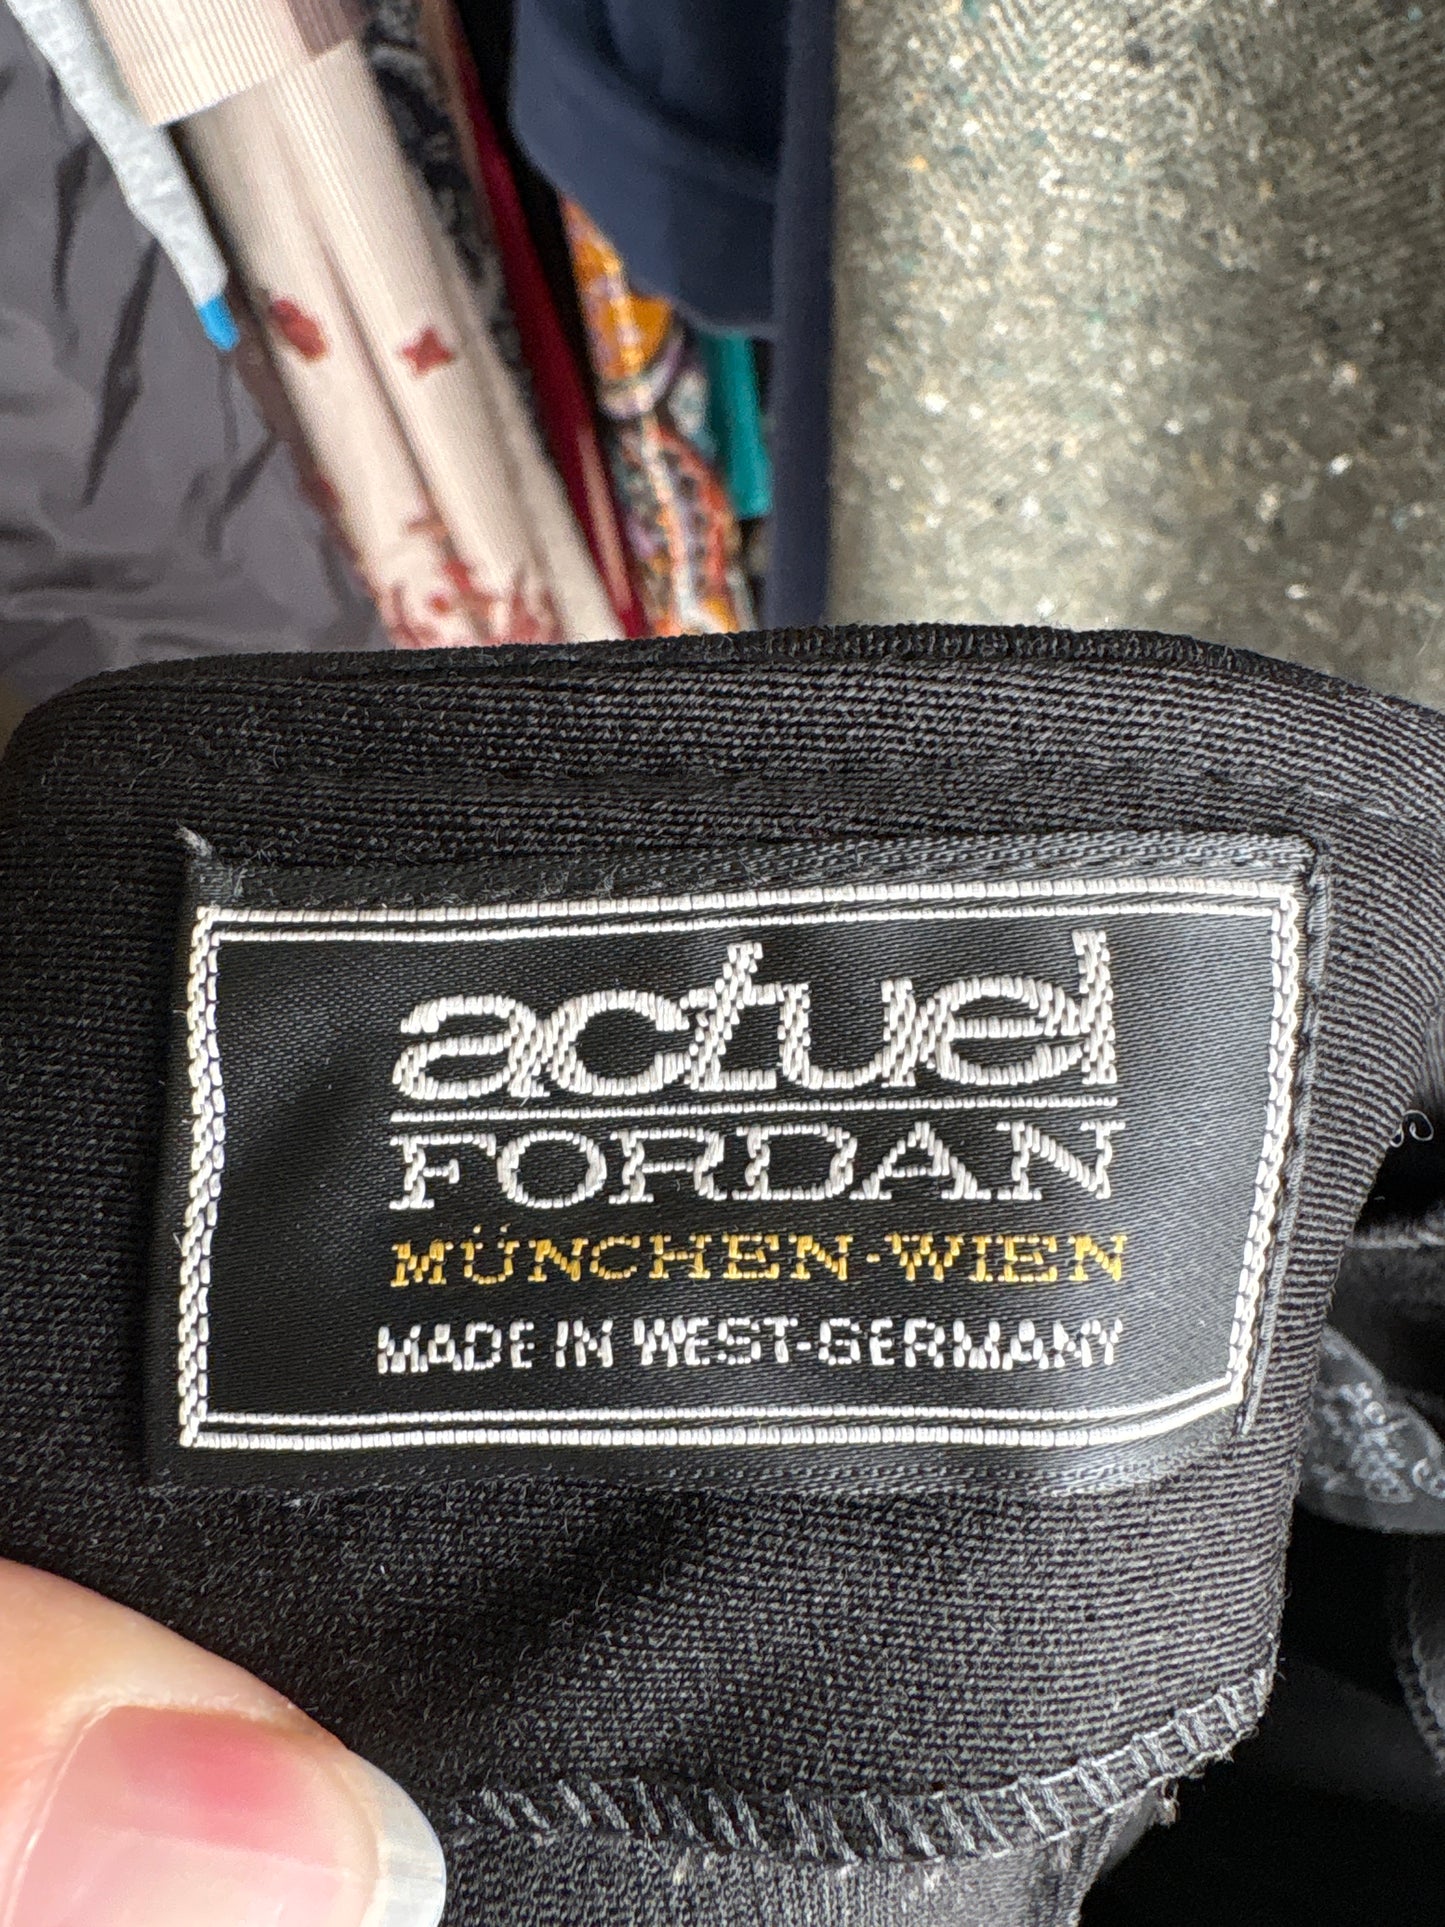 actuel
FORDAN
MÜNCHEN-WIEN
MADE IN WEST-GERMANY